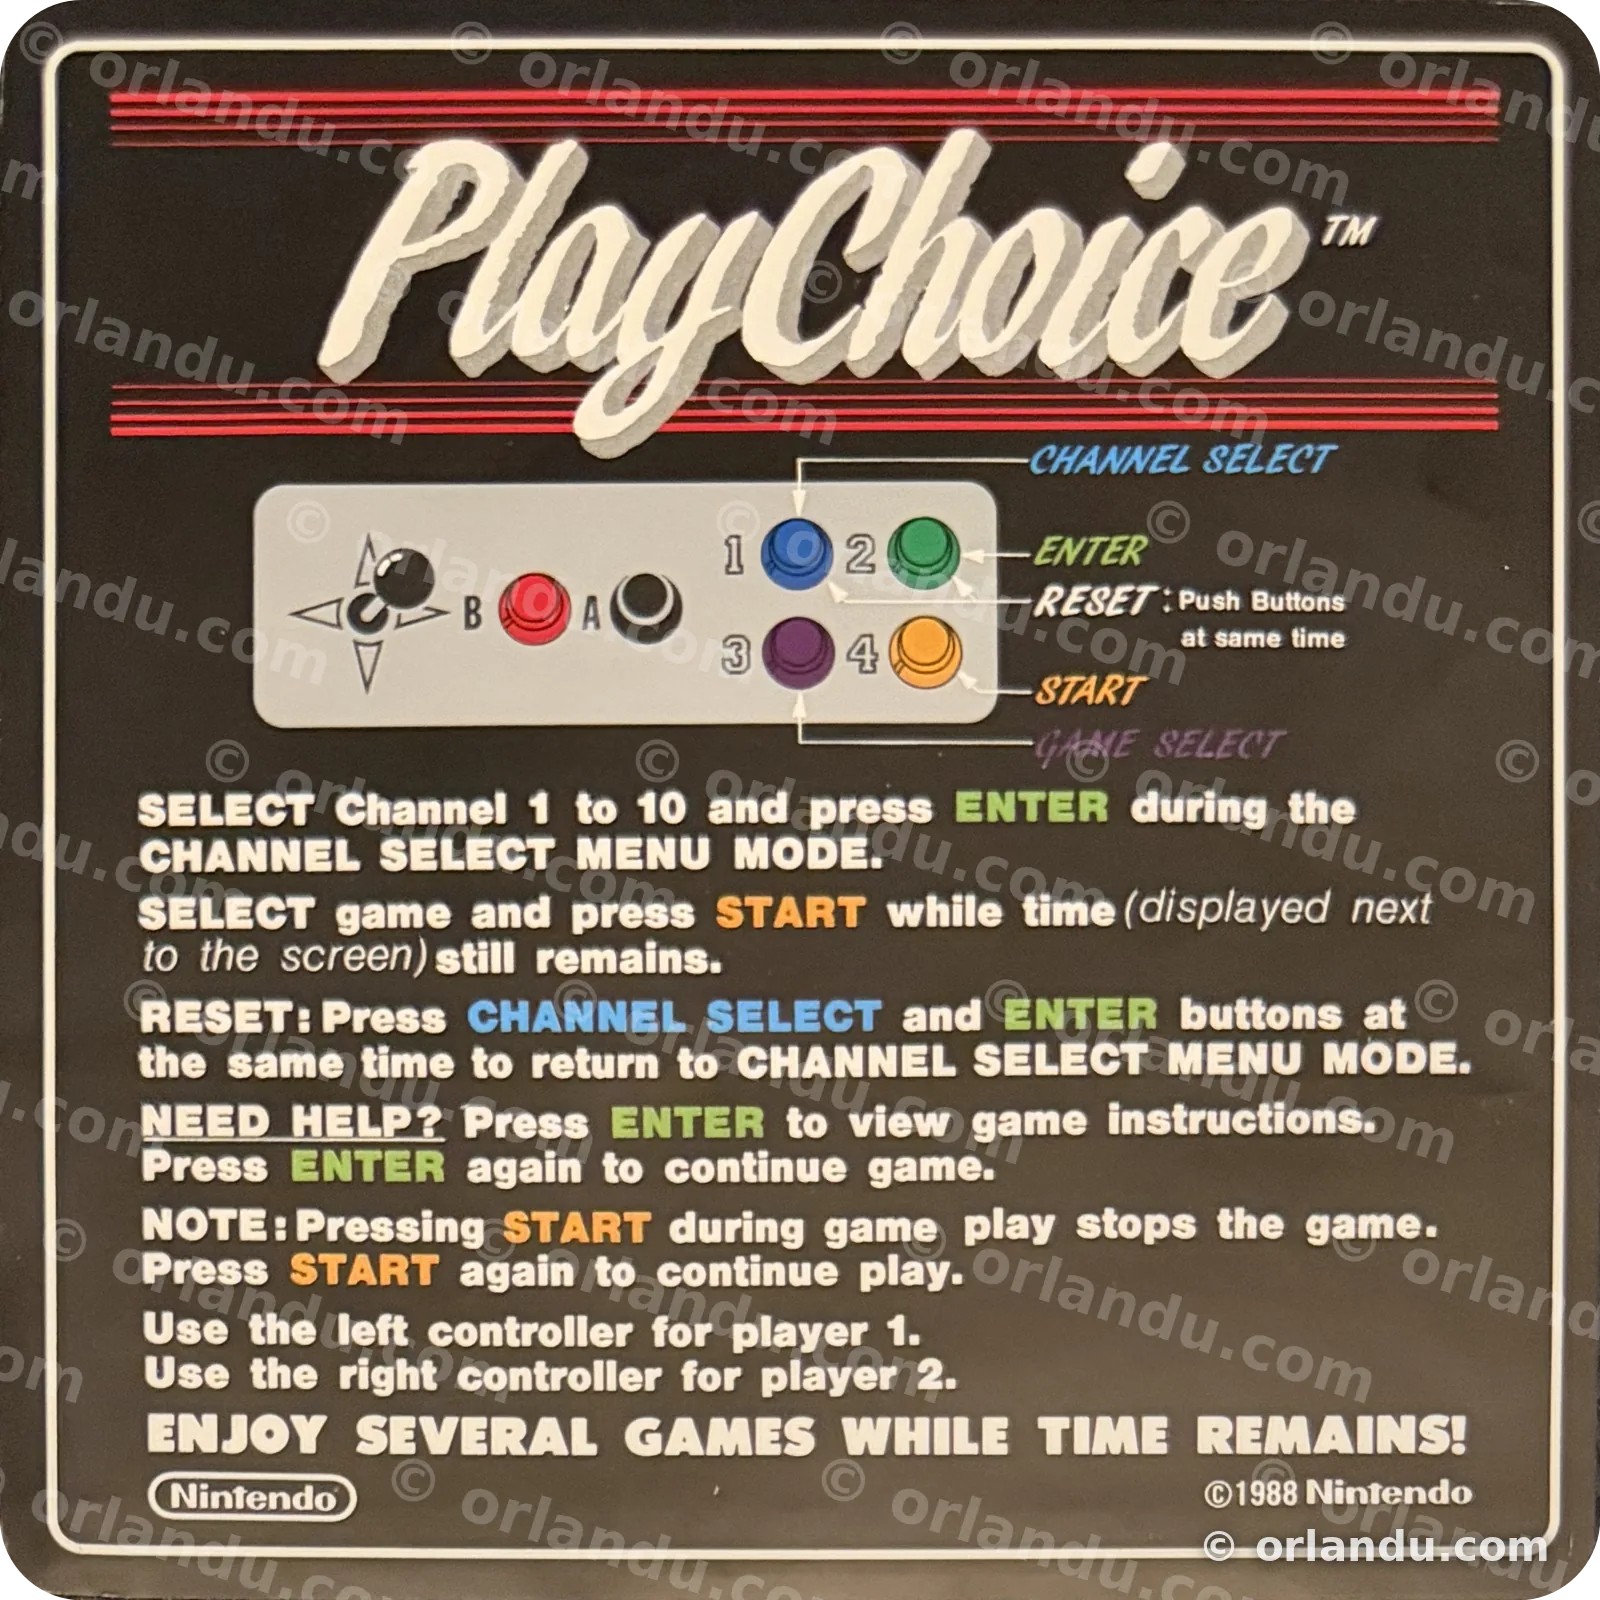 PlayChoice™
CHANNEL SELECT
1 2
ENTER
B A
RESET: Push Buttons
at same time
3 4
START
GAME SELECT
SELECT Channel 1 to 10 and press ENTER during the
CHANNEL SELECT MENU MODE.
SELECT game and press START while time (displayed next
to the screen) still remains.
RESET: Press CHANNEL SELECT and ENTER buttons at
the same time to return to CHANNEL SELECT MENU MODE.
NEED HELP? Press ENTER to view game instructions.
Press ENTER again to continue game.
NOTE: Pressing START during game play stops the game.
Press START again to continue play.
Use the left controller for player 1.
Use the right controller for player 2.
ENJOY SEVERAL GAMES WHILE TIME REMAINS!
Nintendo
©1988 Nintendo
© orlandu.com